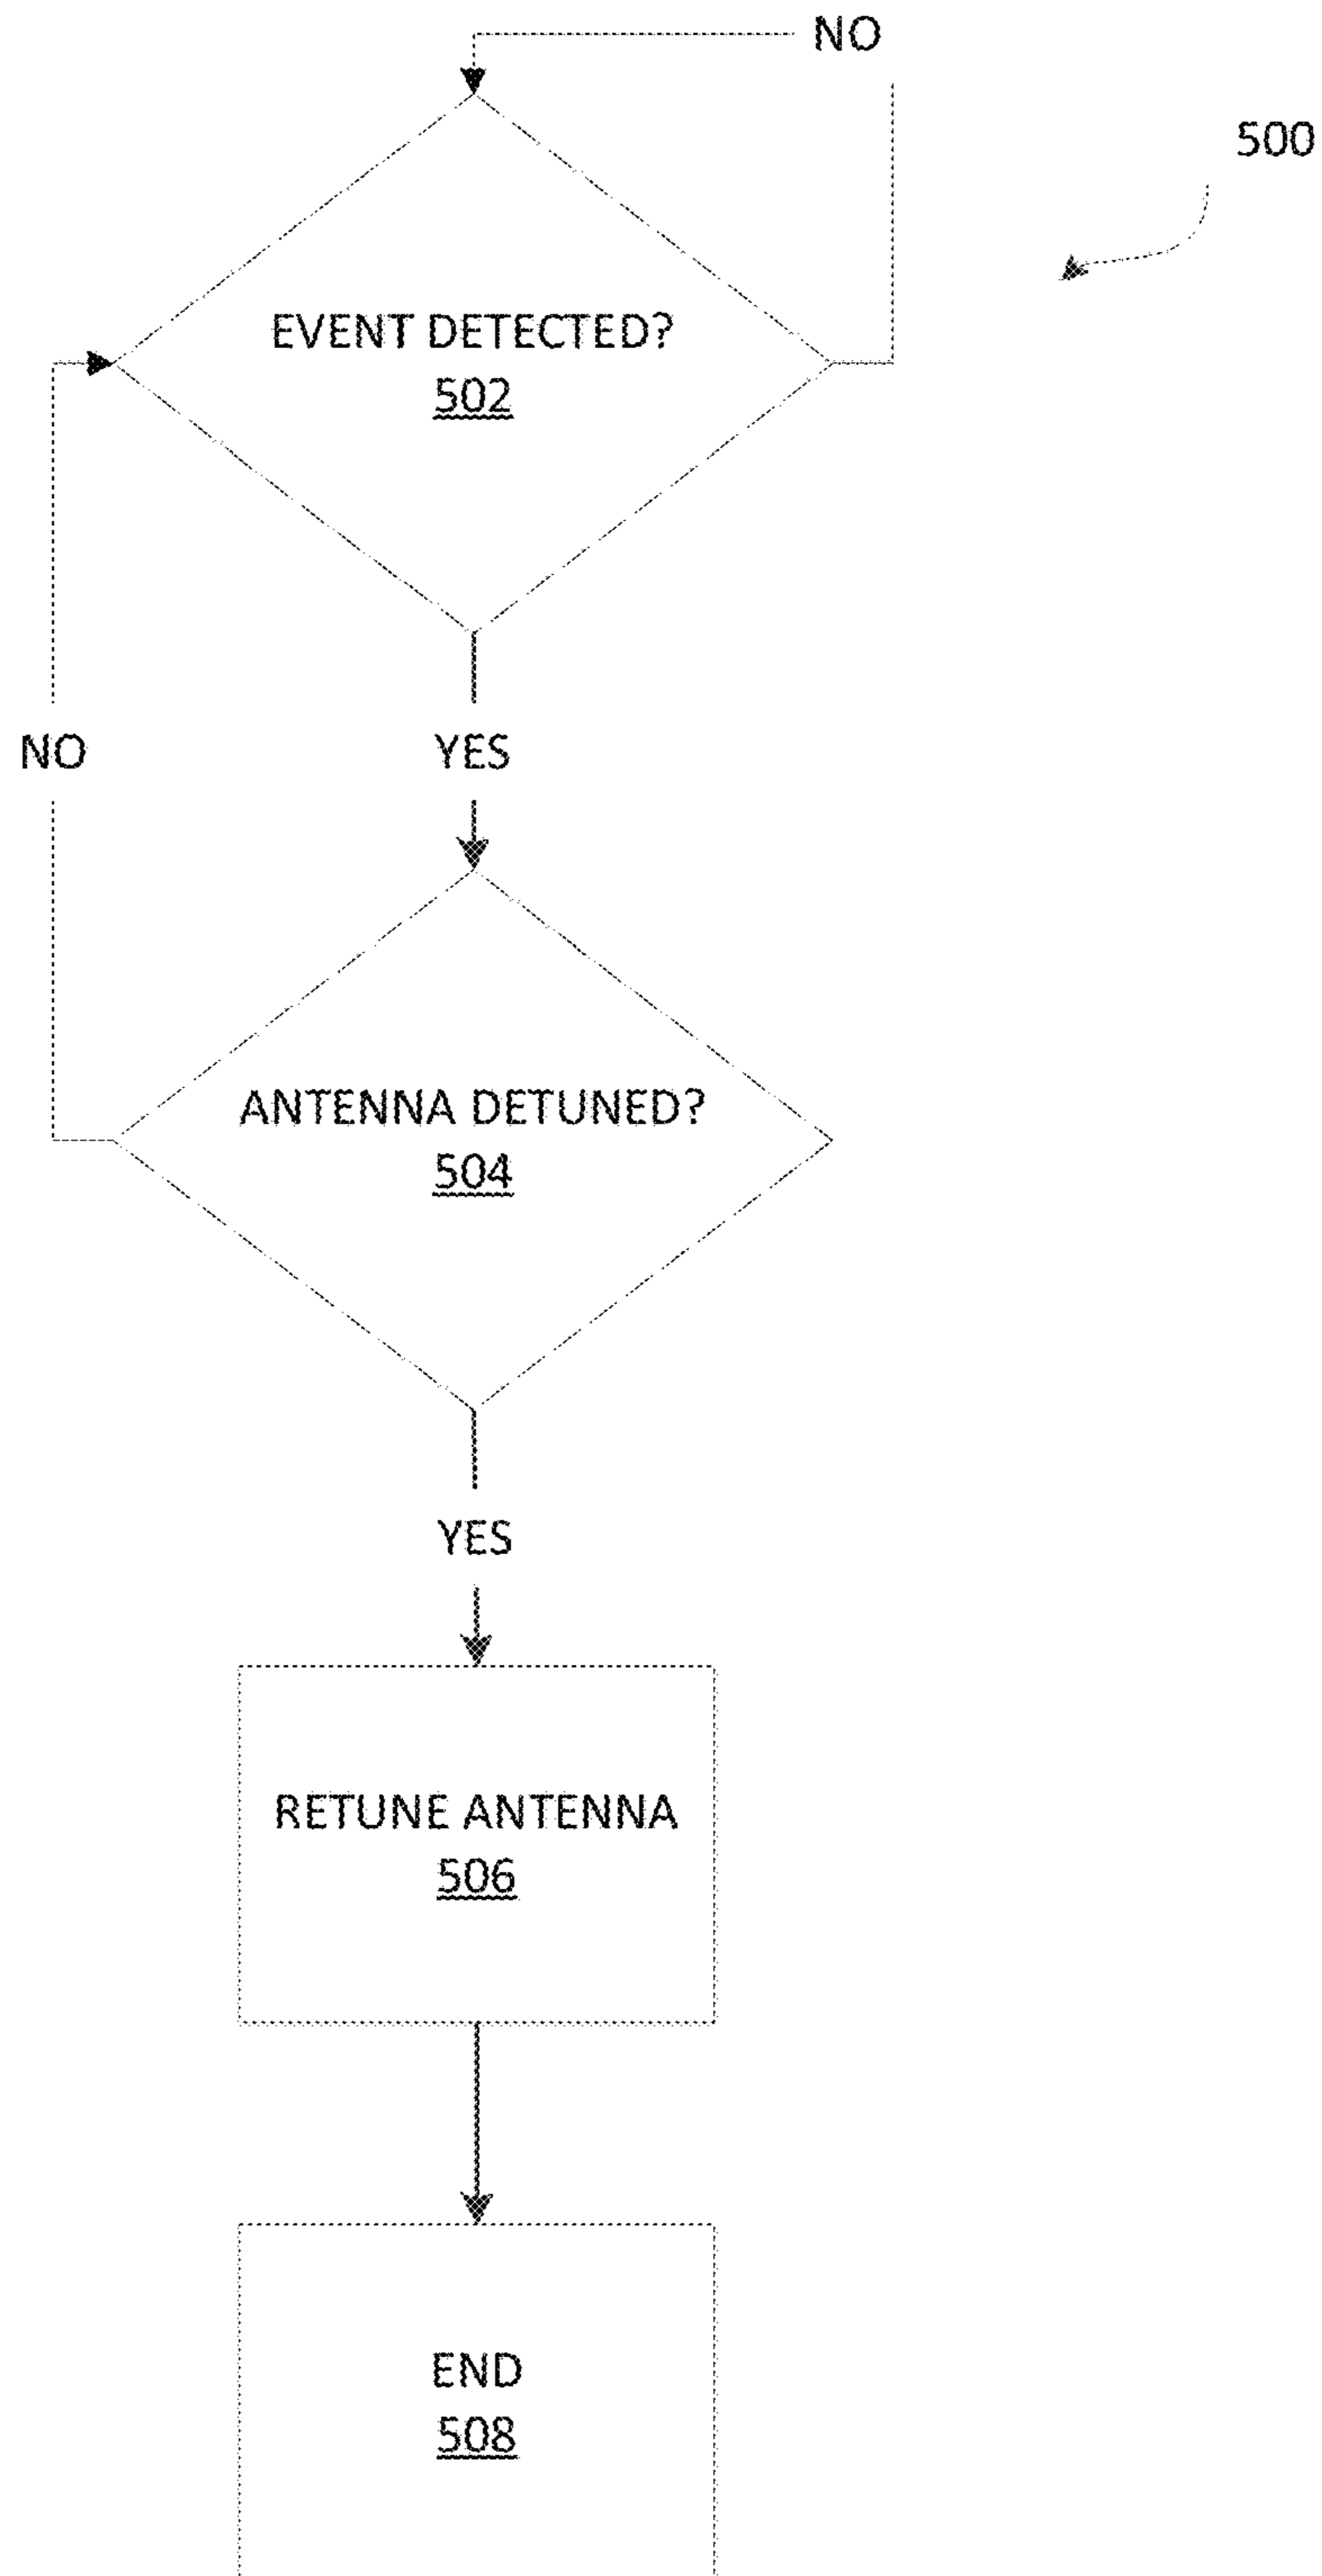 NO
500
EVENT DETECTED?
502
NO
YES
ANTENNA DETUNED?
504
YES
RETUNE ANTENNA
506
END
508